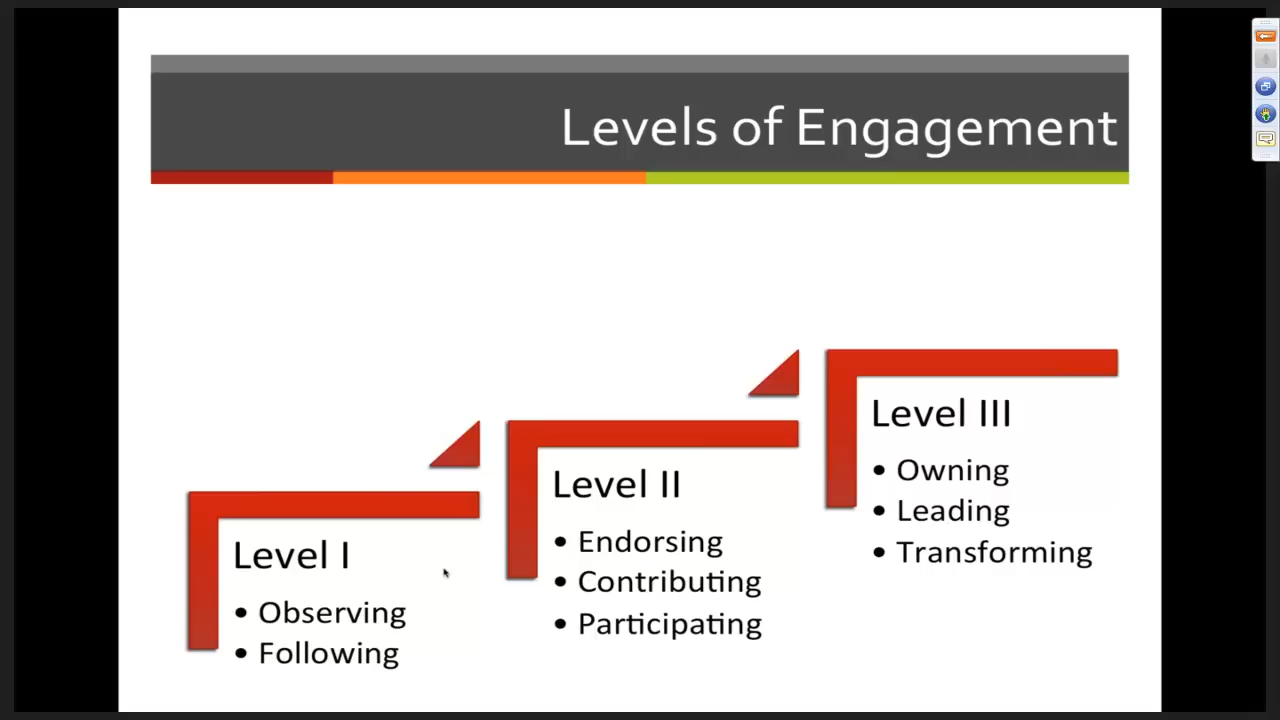 Levels of Engagement
Level I
• Observing
• Following
Level II
• Endorsing
• Contributing
• Participating
Level III
• Owning
• Leading
• Transforming